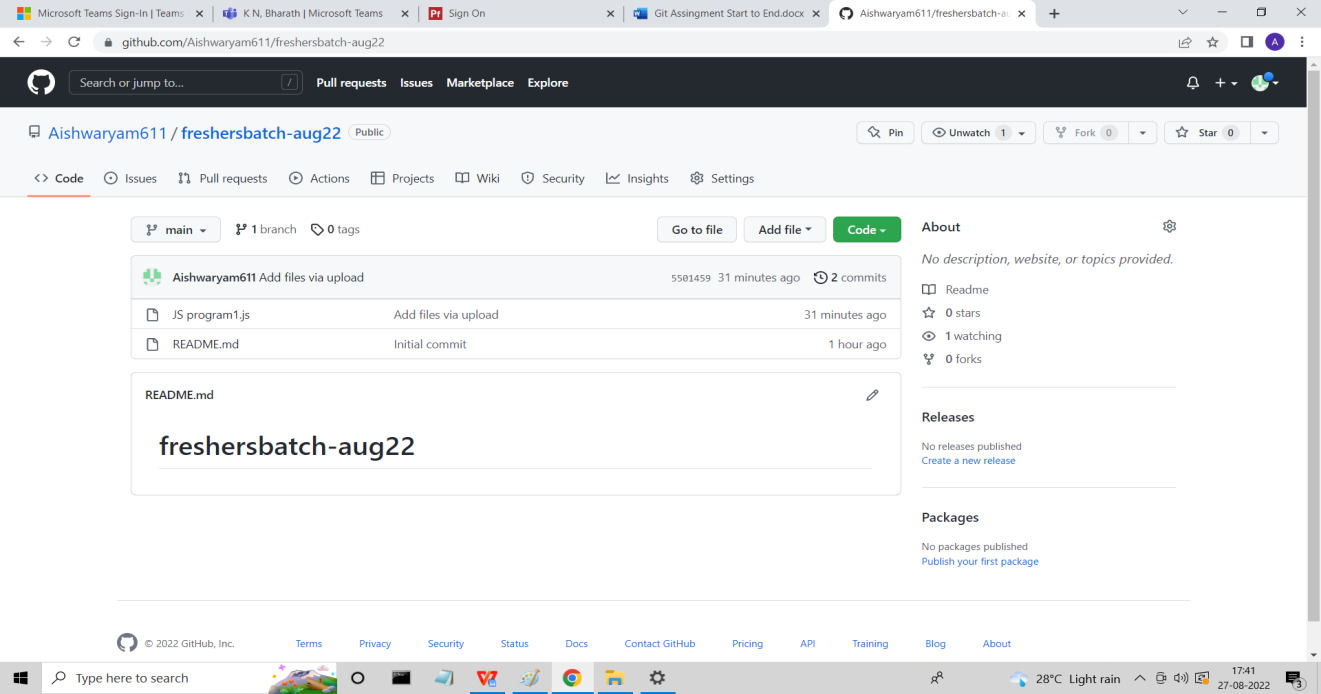 Microsoft Teams Sign-In | Teams
K N, Bharath | Microsoft Teams
Pf Sign On
Git Assingment Start to End.docx
Aishwaryam611/freshersbatch-au
github.com/Aishwaryam611/freshersbatch-aug22
A
Search or jump to... /
Pull requests Issues Marketplace Explore
Aishwaryam611 / freshersbatch-aug22 Public
Pin Unwatch 1 Fork 0 Star 0
<> Code Issues Pull requests Actions Projects Wiki Security Insights Settings
main 1 branch 0 tags Go to file Add file Code
Aishwaryam611 Add files via upload 5501459 31 minutes ago 2 commits
JS program1.js Add files via upload 31 minutes ago
README.md Initial commit 1 hour ago
README.md
freshersbatch-aug22
About
No description, website, or topics provided.
Readme
0 stars
1 watching
0 forks
Releases
No releases published
Create a new release
Packages
No packages published
Publish your first package
© 2022 GitHub, Inc. Terms Privacy Security Status Docs Contact GitHub Pricing API Training Blog About
Type here to search
28°C Light rain
17:41
27-08-2022
3